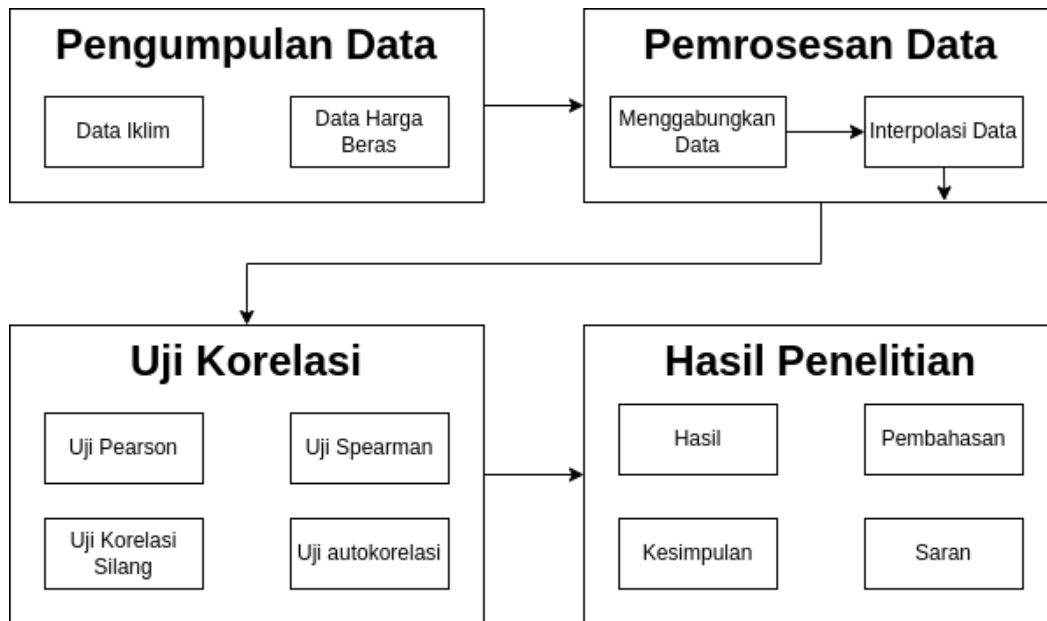 Pengumpulan Data
Data Iklim
Data Harga
Beras
Pemrosesan Data
Menggabungkan
Data
Interpolasi Data
Uji Korelasi
Uji Pearson
Uji Spearman
Uji Korelasi
Silang
Uji autokorelasi
Hasil Penelitian
Hasil
Pembahasan
Kesimpulan
Saran